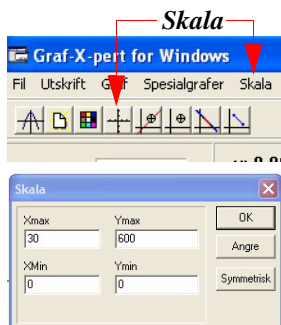 Skala
Graf-X-pert for Windows
Fil Utskrift Graf Spesialgrafer Skala
Skala
Xmax Ymax OK
30 600
Angre
XMin Ymin
0 0 Symmetrisk